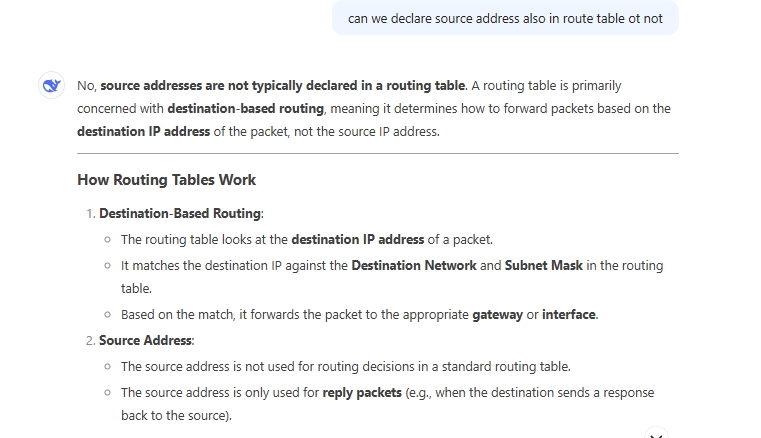 can we declare source address also in route table ot not
No, source addresses are not typically declared in a routing table. A routing table is primarily
concerned with destination-based routing, meaning it determines how to forward packets based on the
destination IP address of the packet, not the source IP address.
How Routing Tables Work
1. Destination-Based Routing:
○ The routing table looks at the destination IP address of a packet.
○ It matches the destination IP against the Destination Network and Subnet Mask in the routing
table.
○ Based on the match, it forwards the packet to the appropriate gateway or interface.
2. Source Address:
○ The source address is not used for routing decisions in a standard routing table.
○ The source address is only used for reply packets (e.g., when the destination sends a response
back to the source).